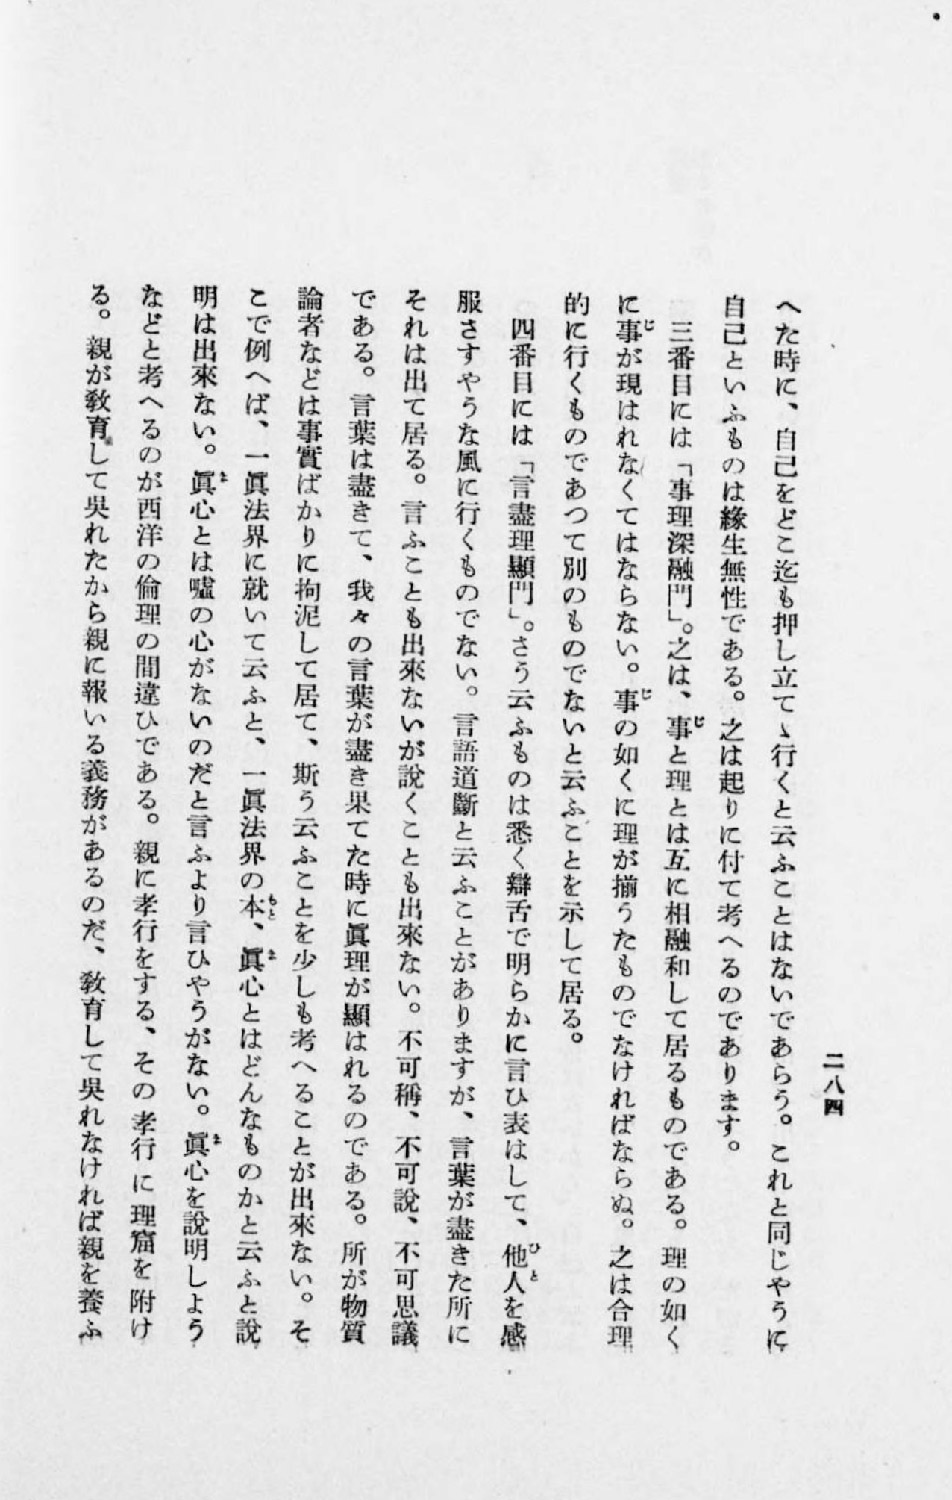 二八四
へた時に、自己をどこ迄も押し立てゝ行くと云ふことはないであらう。これと同じやうに
自己といふものは緣生無性である。之は起りに付て考へるのであります。
三番目には「事理深融門」。之は、事と理とは互に相融和して居るものである。理の如く
に事が現はれなくてはならない。事の如くに理が揃うたものでなければならぬ。之は合理
的に行くものであつて別のものでないと云ふことを示して居る。
四番目には「言盡理顯門」。さう云ふものは悉く辯舌で明らかに言ひ表はして、他人を感
服さすやうな風に行くものでない。言語道斷と云ふことがありますが、言葉が盡きた所に
それは出て居る。言ふことも出來ないが說くことも出來ない。不可稱、不可說、不可思議
である。言葉は盡きて、我々の言葉が盡き果てた時に眞理が顯はれるのである。所が物質
論者などは事實ばかりに拘泥して居て、斯う云ふことを少しも考へることが出來ない。そ
こで例へば、一眞法界に就いて云ふと、一眞法界の本、眞心とはどんなものかと云ふと說
明は出來ない。眞心とは噓の心がないのだと言ふより言ひやうがない。眞心を說明しよう
などと考へるのが西洋の倫理の間違ひである。親に孝行をする、その孝行に理窟を附け
る。親が敎育して吳れたから親に報いる義務があるのだ、敎育して吳れなければ親を養ふ